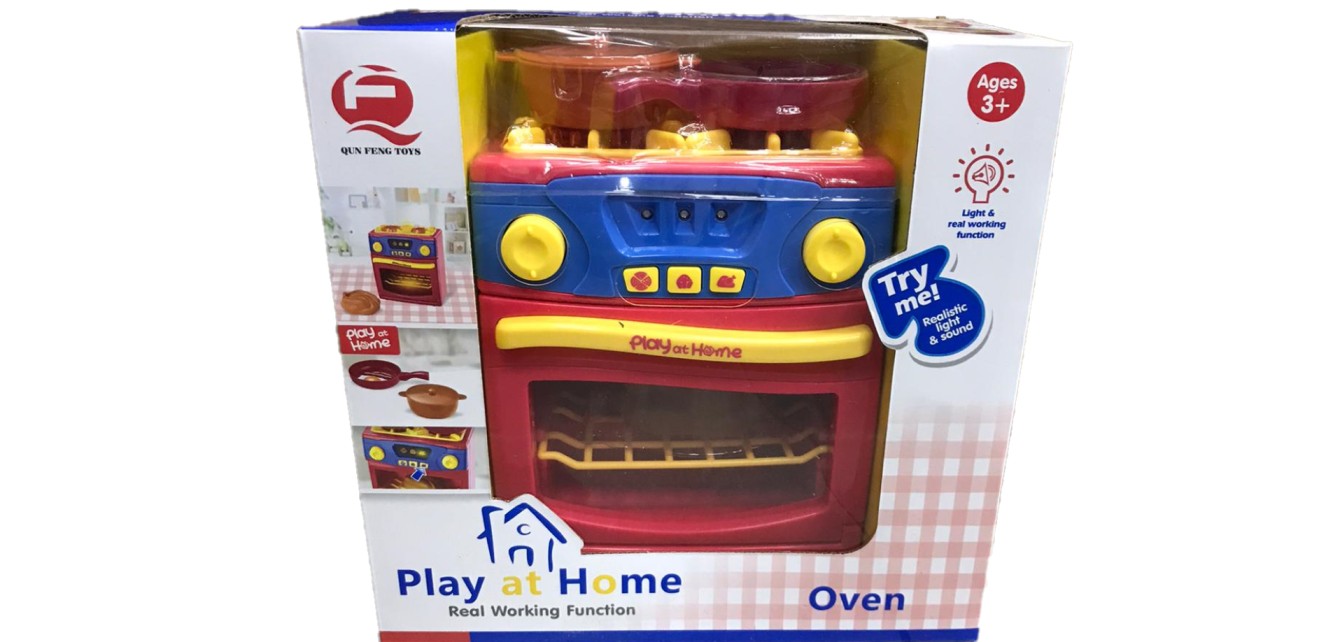 QUN FENG TOYS
Ages
3+
Light &
real working
function
Try
me!
Realistic
light
& sound
Play at Home
Play at
Home
Play at Home
Real Working Function
Oven